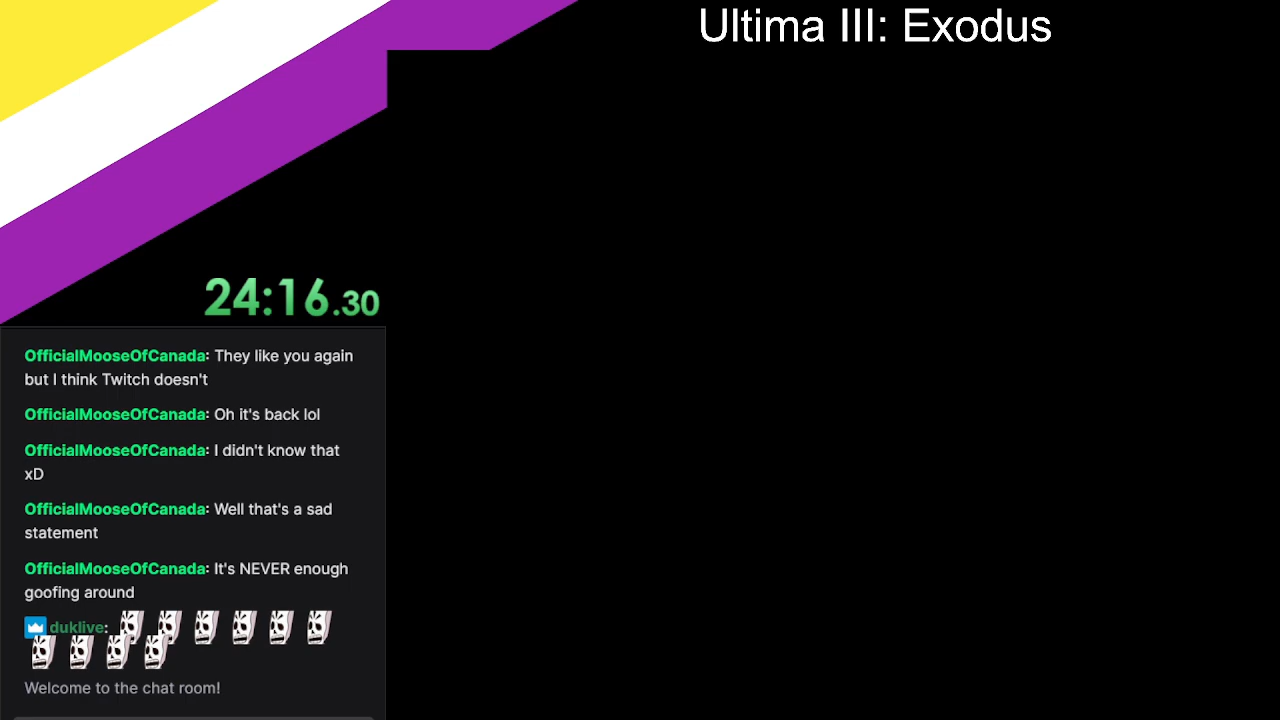 Ultima III: Exodus
24:16.30
OfficialMooseOfCanada: They like you again
but I think Twitch doesn't
OfficialMooseOfCanada: Oh it's back lol
OfficialMooseOfCanada: I didn't know that
xD
OfficialMooseOfCanada: Well that's a sad
statement
OfficialMooseOfCanada: It's NEVER enough
goofing around
duklive:
Welcome to the chat room!